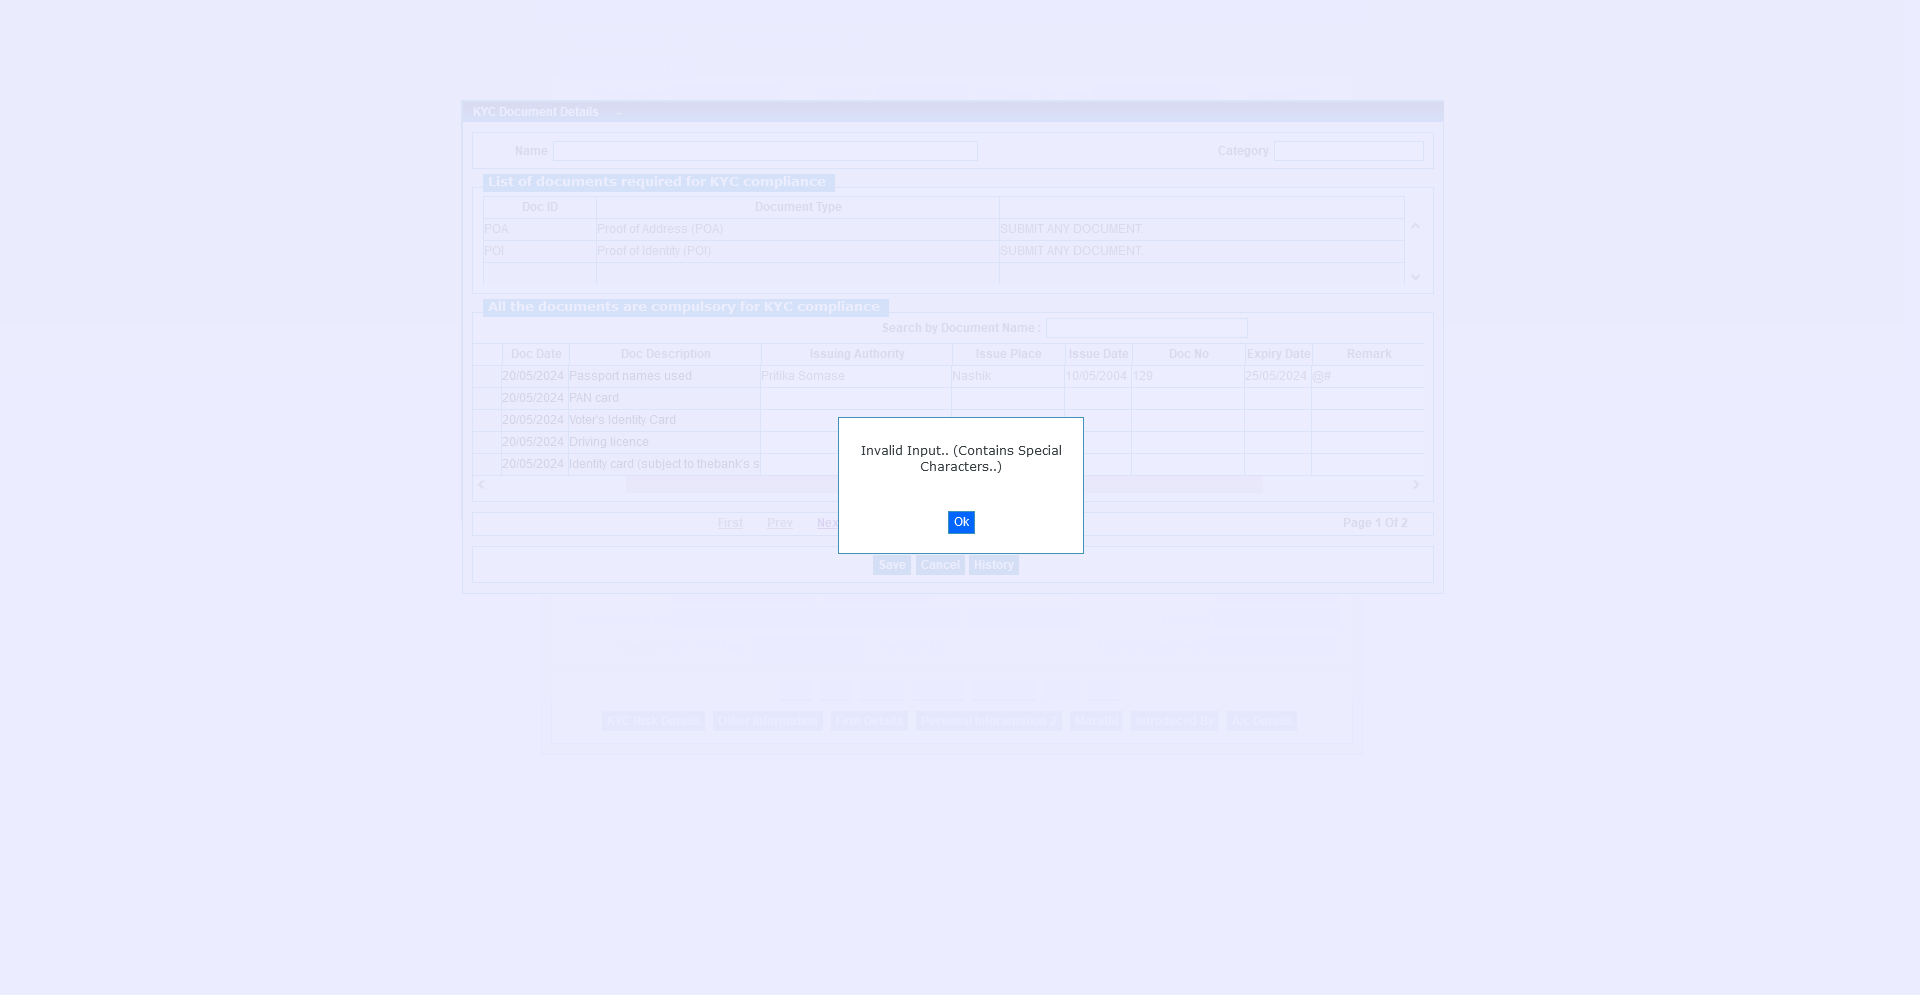 KYC Document Details -
Name
Category
List of documents required for KYC compliance
Doc ID Document Type
POA Proof of Address (POA) SUBMIT ANY DOCUMENT.
POI Proof of Identity (POI) SUBMIT ANY DOCUMENT.
All the documents are compulsory for KYC compliance
Search by Document Name :
Doc Date Doc Description Issuing Authority Issue Place Issue Date Doc No Expiry Date Remark
20/05/2024 Passport names used Pritika Somase Nashik 10/05/2004 129 25/05/2024 @#
20/05/2024 PAN card
20/05/2024 Voter's Identity Card
20/05/2024 Driving licence
20/05/2024 Identity card (subject to thebank's s
Invalid Input.. (Contains Special
Characters..)
Ok
First Prev Nex Page 1 Of 2
Save Cancel History
KYC Risk Details Other Information Firm Details Personal Inforamation 2 Introduced By A/c Details